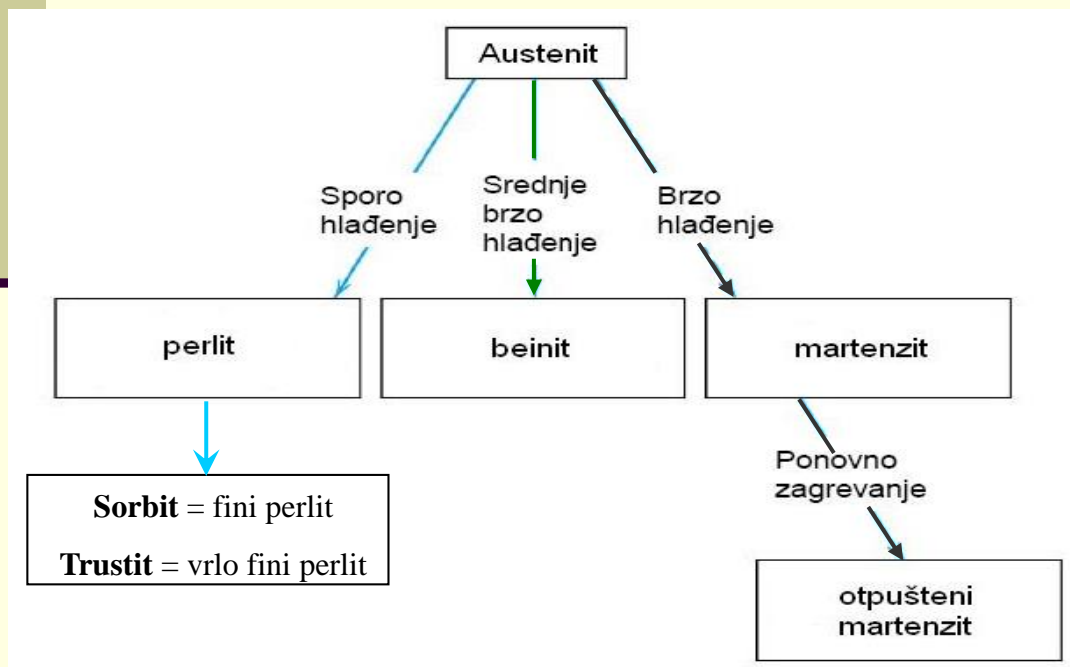 Austenit
Sporo
hlađenje
Srednje
brzo
hlađenje
Brzo
hlađenje
perlit
beinit
martenzit
Sorbit = fini perlit
Trustit = vrlo fini perlit
Ponovno
zagrevanje
otpušteni
martenzit